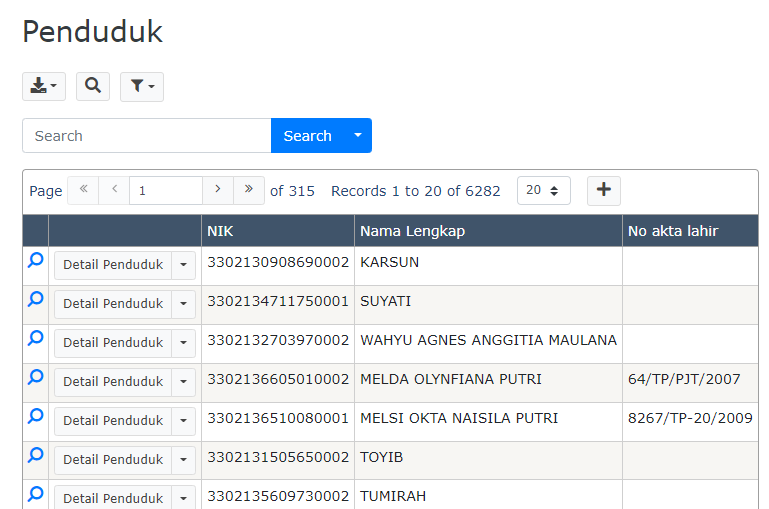 Penduduk
Search Search
Page 1 of 315 Records 1 to 20 of 6282 20
NIK Nama Lengkap No akta lahir
Detail Penduduk 3302130908690002 KARSUN
Detail Penduduk 3302134711750001 SUYATI
Detail Penduduk 3302132703970002 WAHYU AGNES ANGGITIA MAULANA
Detail Penduduk 3302136605010002 MELDA OLYNFIANA PUTRI 64/TP/PJT/2007
Detail Penduduk 3302136510080001 MELSI OKTA NAISILA PUTRI 8267/TP-20/2009
Detail Penduduk 3302131505650002 TOYIB
Detail Penduduk 3302135609730002 TUMIRAH